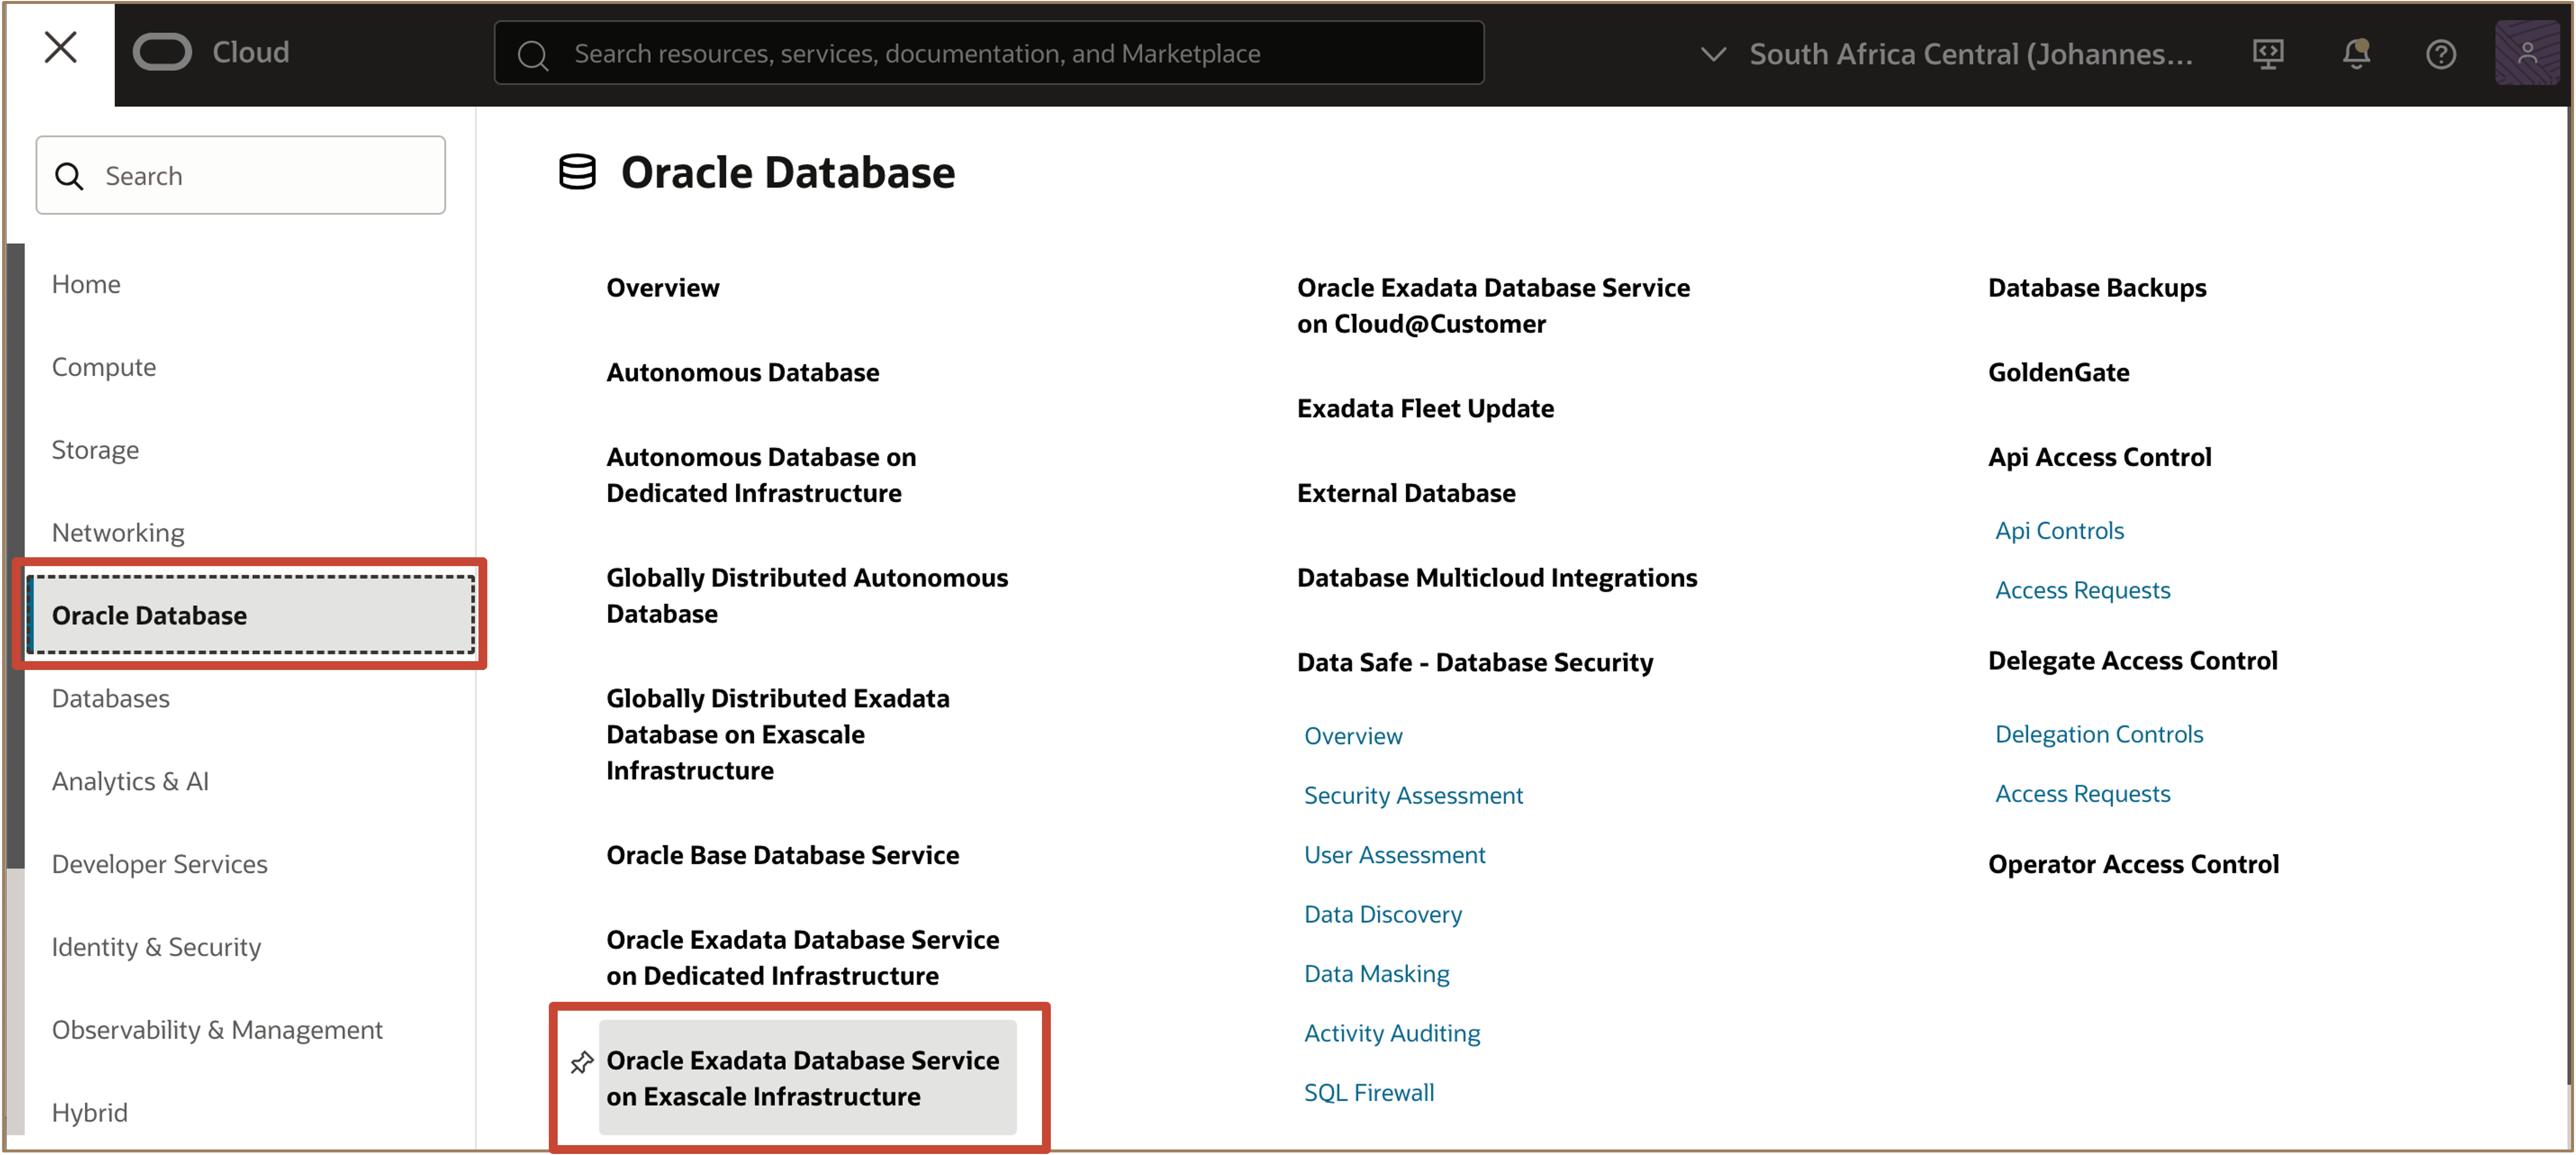 Cloud
Search resources, services, documentation, and Marketplace
South Africa Central (Johannes...
Search
Home
Compute
Storage
Networking
Oracle Database
Databases
Analytics & AI
Developer Services
Identity & Security
Observability & Management
Hybrid
Oracle Database
Overview
Autonomous Database
Autonomous Database on
Dedicated Infrastructure
Globally Distributed Autonomous
Database
Globally Distributed Exadata
Database on Exascale
Infrastructure
Oracle Base Database Service
Oracle Exadata Database Service
on Dedicated Infrastructure
Oracle Exadata Database Service
on Exascale Infrastructure
Oracle Exadata Database Service
on Cloud@Customer
Exadata Fleet Update
External Database
Database Multicloud Integrations
Data Safe - Database Security
Overview
Security Assessment
User Assessment
Data Discovery
Data Masking
Activity Auditing
SQL Firewall
Database Backups
GoldenGate
Api Access Control
Api Controls
Access Requests
Delegate Access Control
Delegation Controls
Access Requests
Operator Access Control